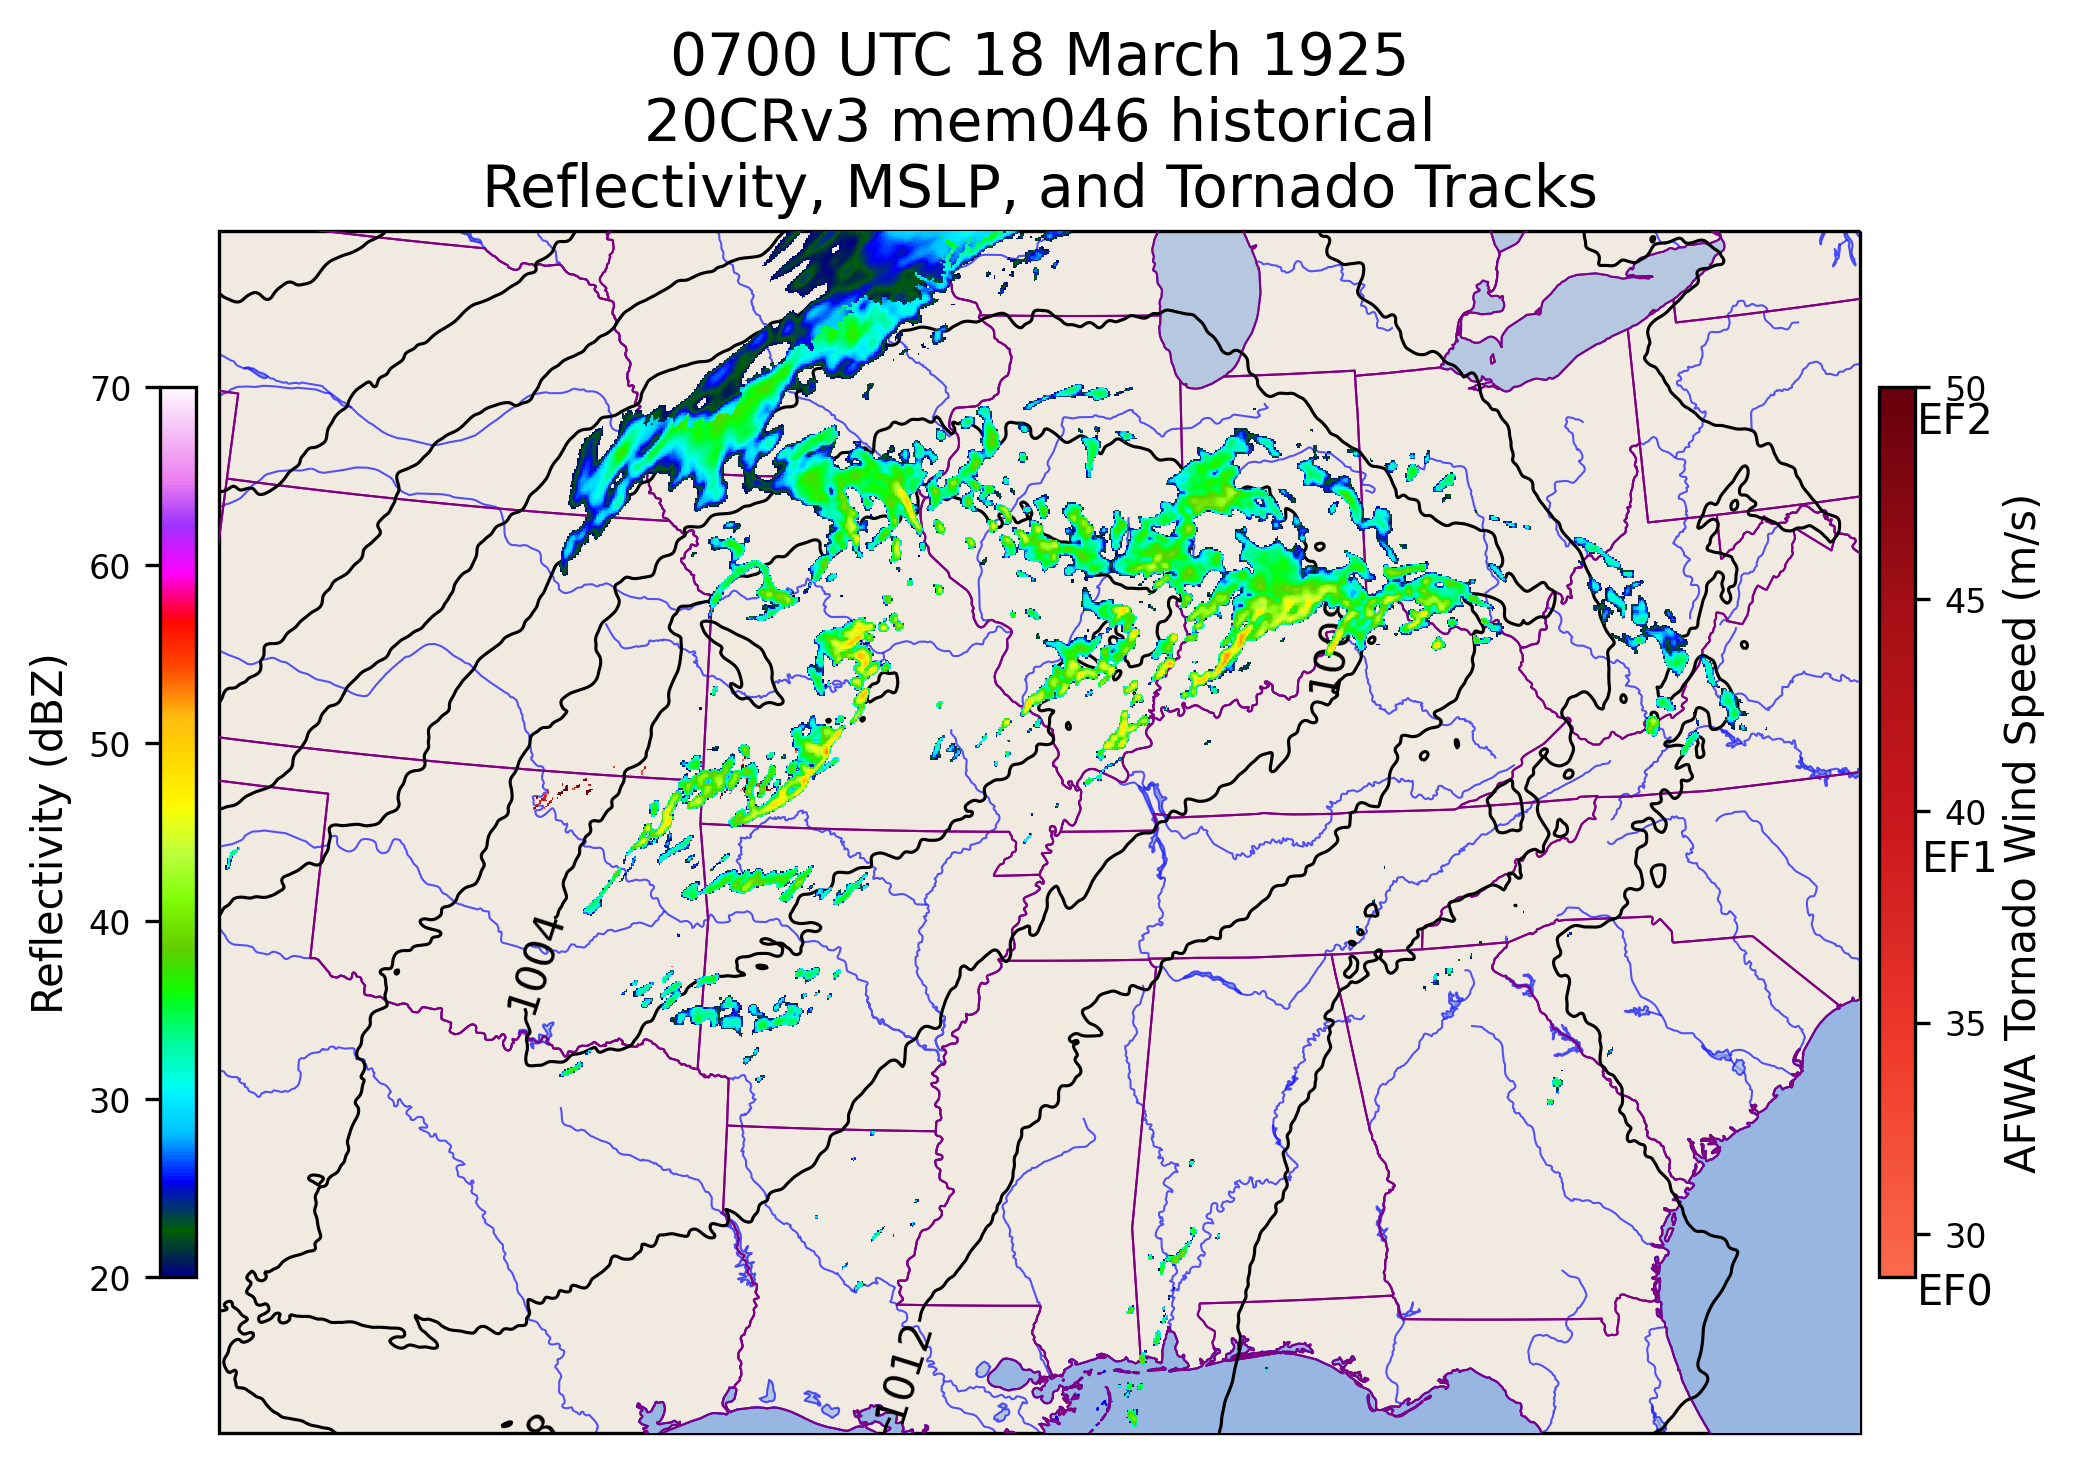 0700 UTC 18 March 1925
20CRv3 mem046 historical
Reflectivity, MSLP, and Tornado Tracks
Reflectivity (dBZ)
70
60
50
40
30
20
1004
1008
1012
8
50
EF2
45
40
EF1
35
30
EF0
AFWA Tornado Wind Speed (m/s)